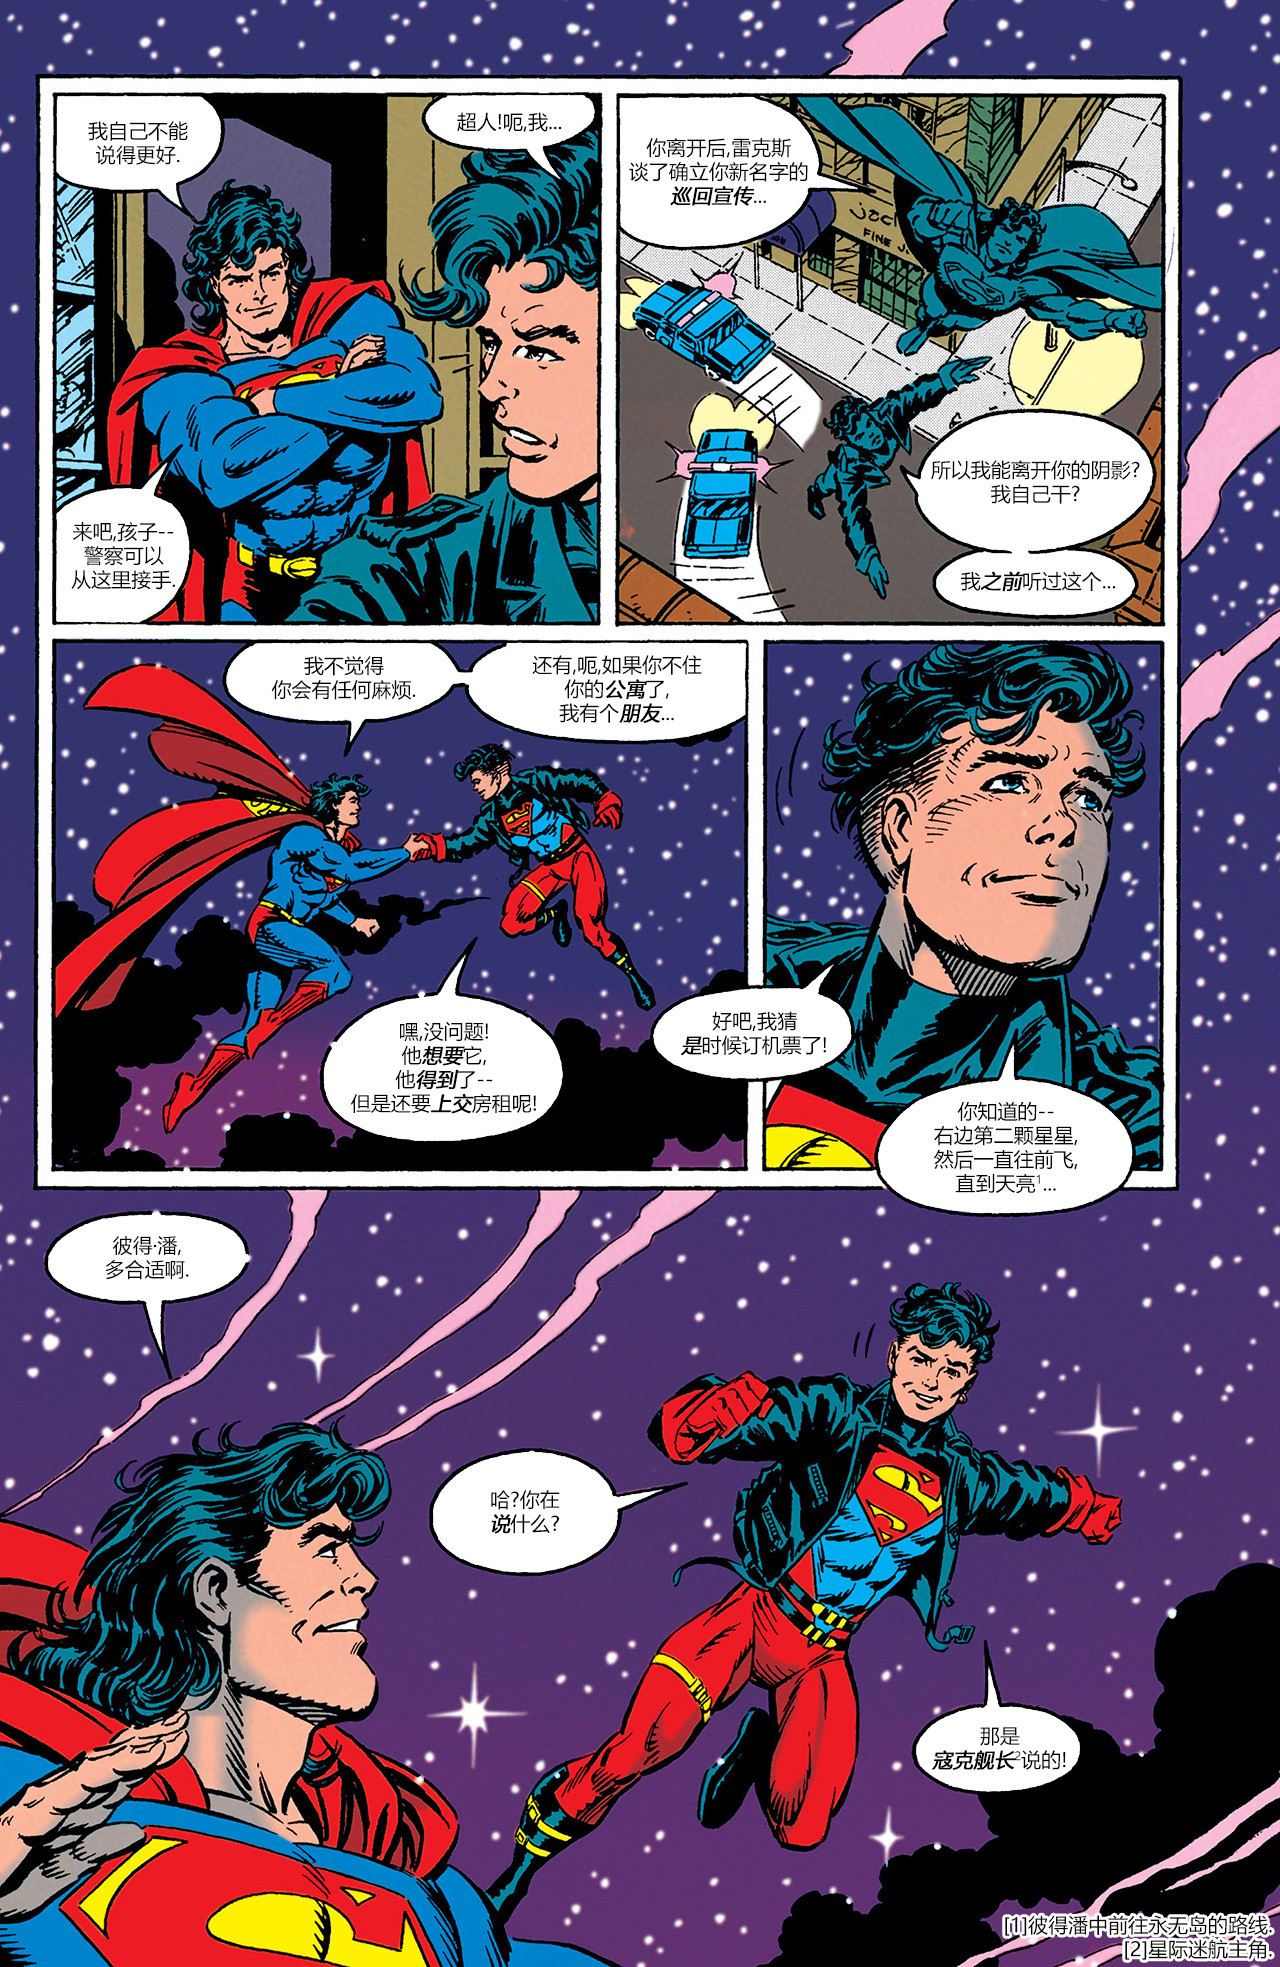 我自己不能
说得更好.
超人!呃,我...
来吧,孩子--
警察可以
从这里接手.
你离开后,雷克斯
谈了确立你新名字的
巡回宣传...
FINE J
所以我能离开你的阴影?
我自己干?
我之前听过这个...
我不觉得
你会有任何麻烦.
还有,呃,如果你不住
你的公寓了,
我有个朋友...
嘿,没问题!
他想要它,
他得到了--
但是还要上交房租呢!
好吧,我猜
是时候订机票了!
你知道的--
右边第二颗星星,
然后一直往前飞,
直到天亮¹...
彼得·潘,
多合适啊.
哈?你在
说什么?
那是
寇克舰长²说的!
[1]彼得潘中前往永无岛的路线.
[2]星际迷航主角.